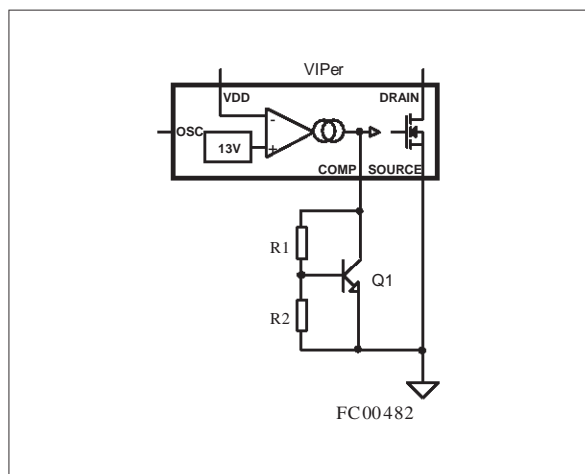 VIPer
VDD
DRAIN
OSC
-
13V
+
COMP
SOURCE
R1
Q1
R2
FC00482